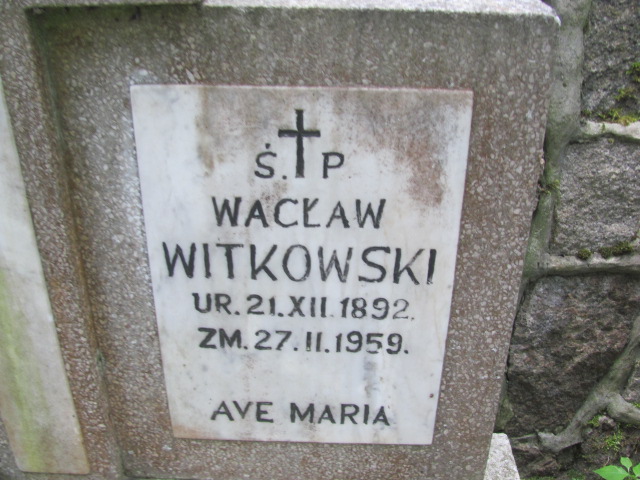 Ś. P
WACŁAW
WITKOWSKI
UR. 21. XII. 1892.
ZM. 27. II. 1959.
AVE MARIA